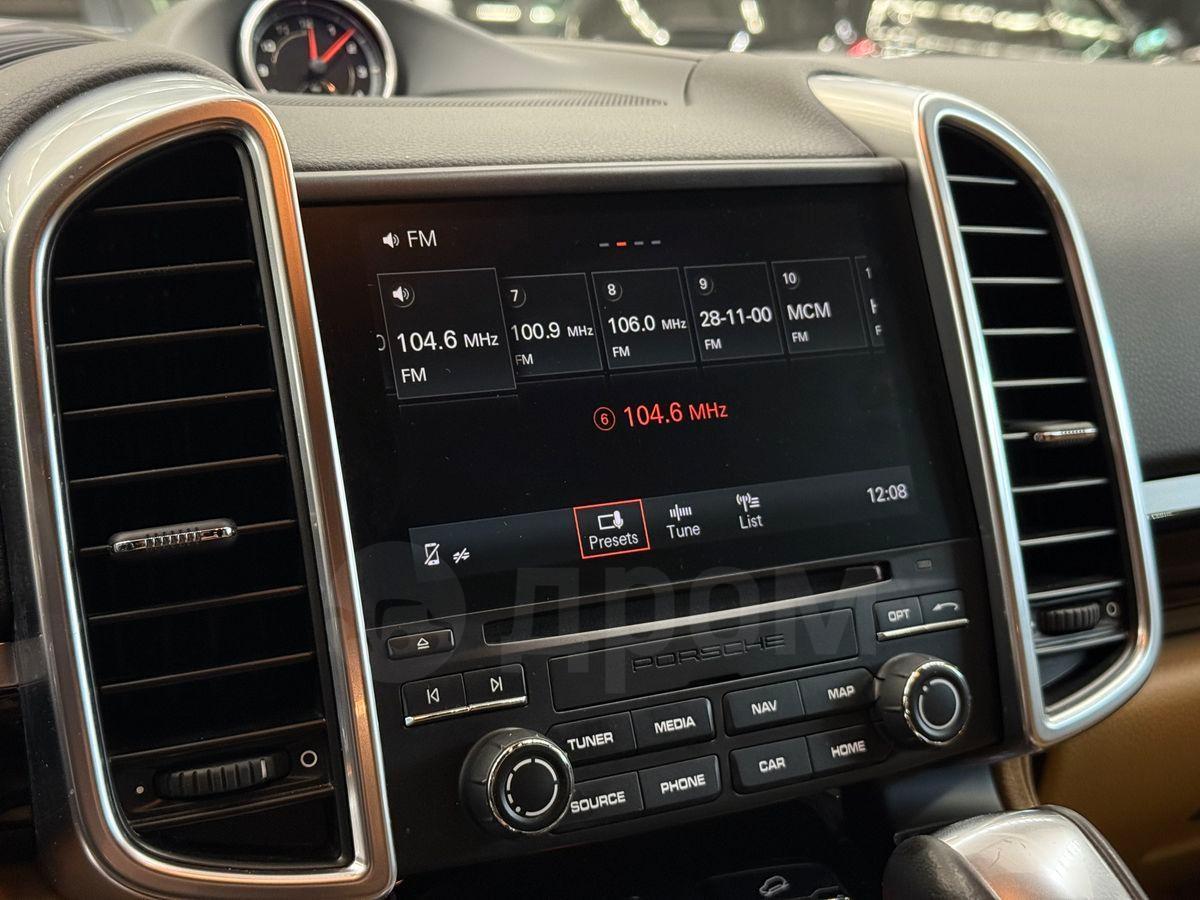 12
FM
104.6 MHz
FM
7
100.9 MHz
FM
8
106.0 MHz
FM
9
28-11-00
FM
10
MCM
FM
6 104.6 MHz
Presets
Tune
List
12:08
дром
OPT
PORSCHE
TUNER
MEDIA
NAV
MAP
SOURCE
PHONE
CAR
HOME